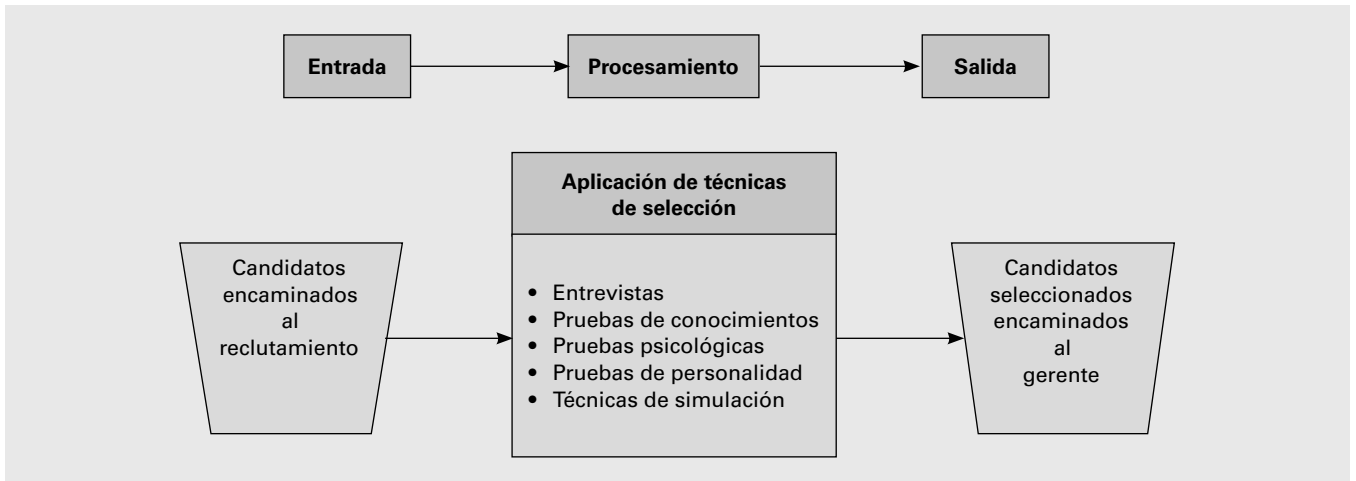 Entrada
Procesamiento
Salida
Aplicación de técnicas
de selección
Candidatos
encaminados
al
reclutamiento
• Entrevistas
• Pruebas de conocimientos
• Pruebas psicológicas
• Pruebas de personalidad
• Técnicas de simulación
Candidatos
seleccionados
encaminados
al
gerente